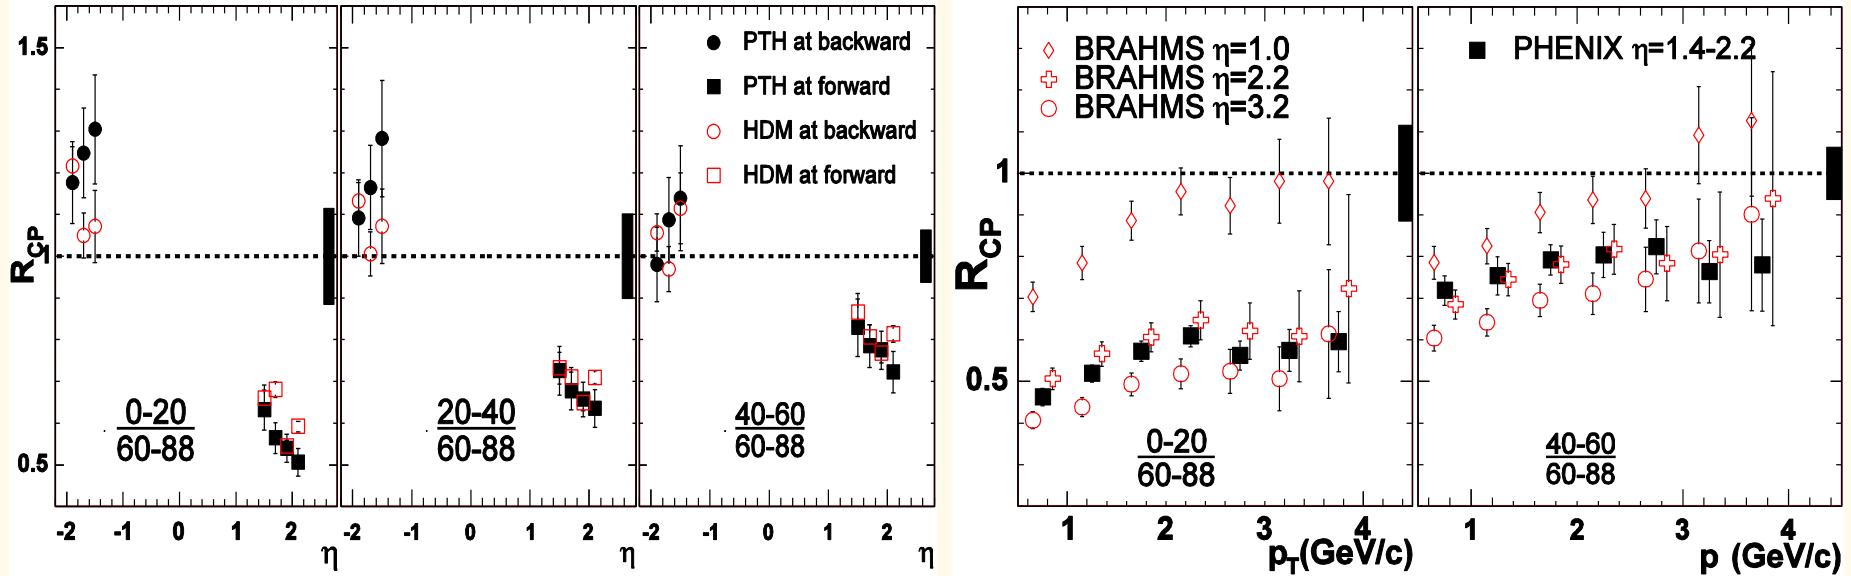 1.5
1
0.5
R_CP
PTH at backward
PTH at forward
HDM at backward
HDM at forward
0-20
60-88
20-40
60-88
40-60
60-88
-2 -1 0 1 2
-2 -1 0 1 2
-2 -1 0 1 2
η
η
η
BRAHMS η=1.0
BRAHMS η=2.2
BRAHMS η=3.2
PHENIX η=1.4-2.2
1
0.5
R_CP
0-20
60-88
40-60
60-88
1 2 3 4
1 2 3 4
p_T(GeV/c)
p (GeV/c)